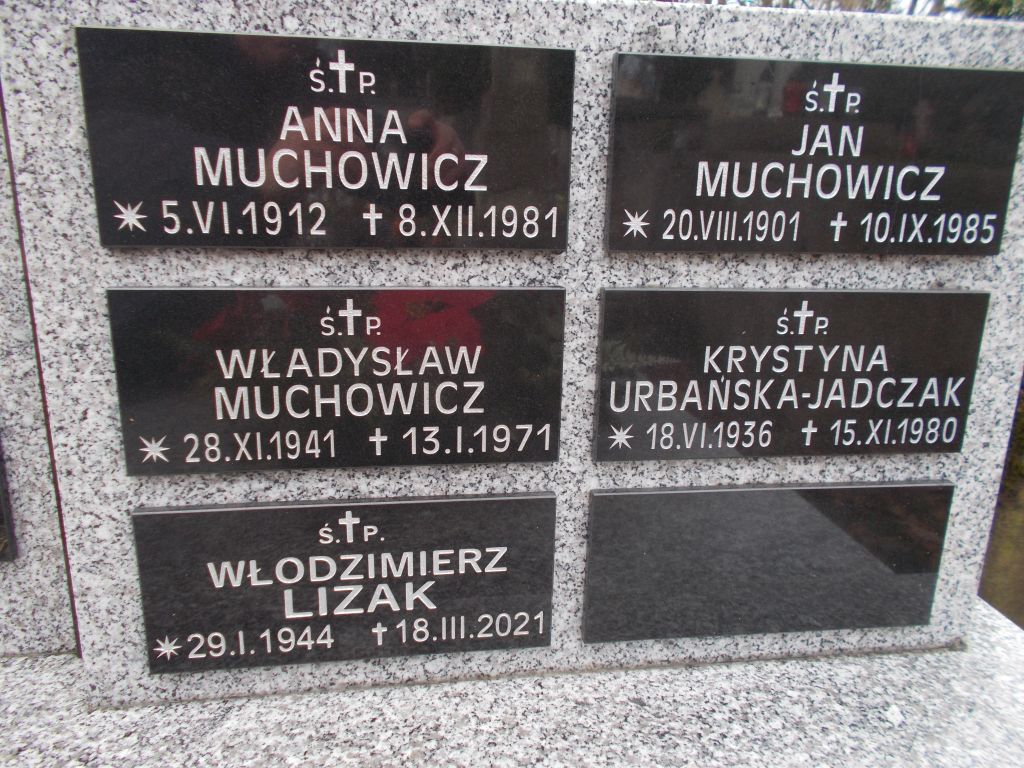 Ś.✝P.
ANNA
MUCHOWICZ
✴ 5.VI.1912 ✝ 8.XII.1981
Ś.✝P.
JAN
MUCHOWICZ
✴ 20.VIII.1901 ✝ 10.IX.1985
Ś.✝P.
WŁADYSŁAW
MUCHOWICZ
✴ 28.XI.1941 ✝ 13.I.1971
Ś.✝P.
KRYSTYNA
URBAŃSKA-JADCZAK
✴ 18.VI.1936 ✝ 15.XI.1980
Ś.✝P.
WŁODZIMIERZ
LIZAK
✴ 29.I.1944 ✝ 18.III.2021